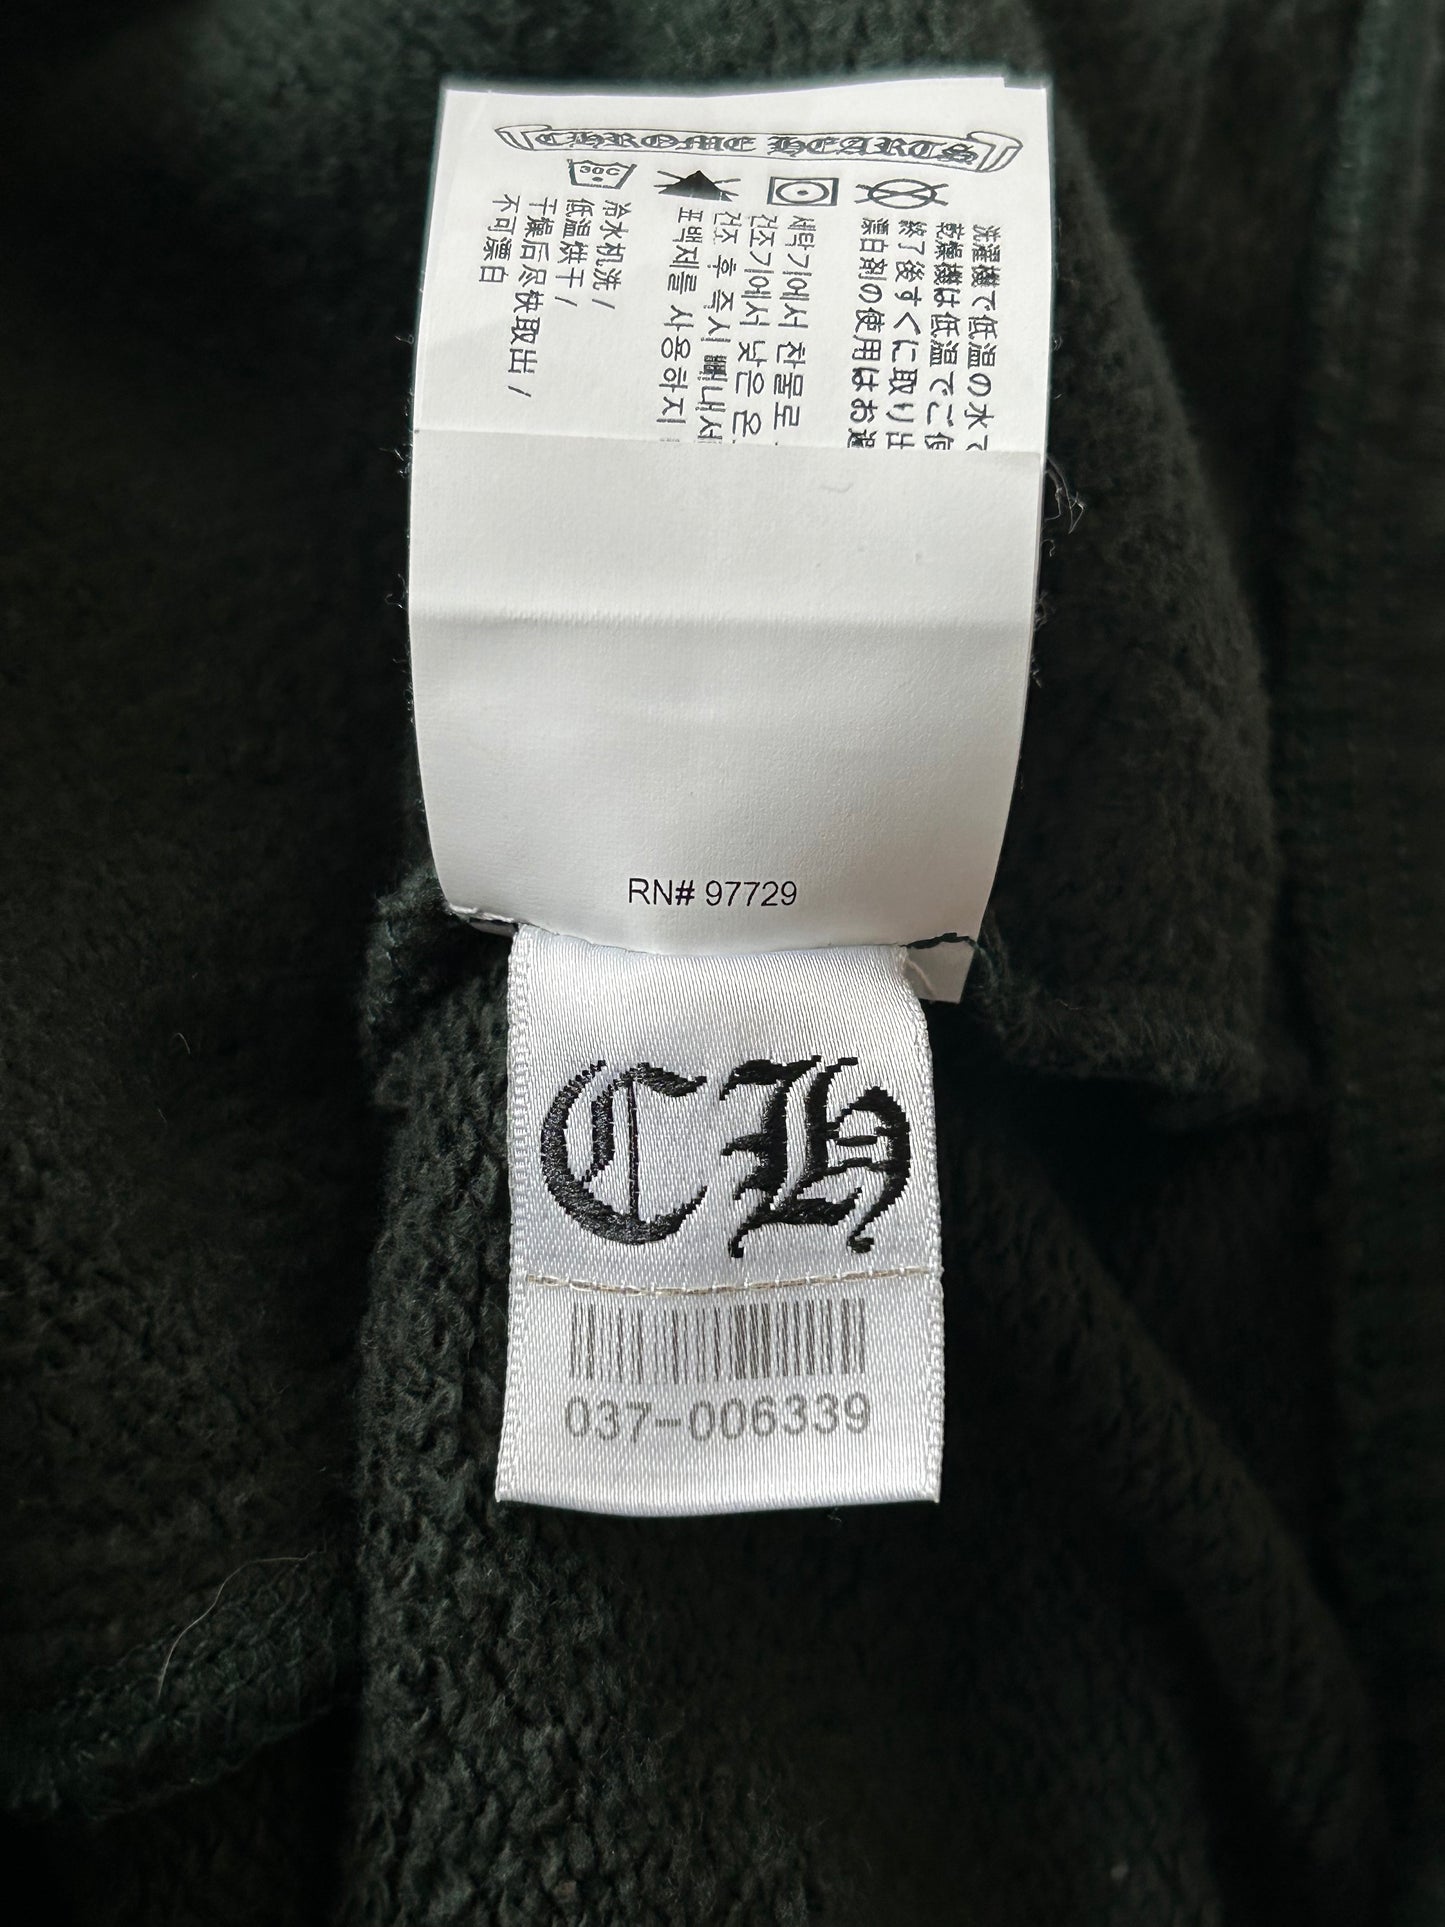 CHROME HEARTS
30C
洗濯機で低温の水で
乾燥機は低温でご使
終了後すぐに取り出
漂白剤の使用はお避
세탁기에서 찬물로
건조기에서 낮은 온
건조 후 즉시 빼내서
표백제를 사용하지
冷水机洗/
低温烘干/
干燥后尽快取出/
不可漂白
RN# 97729
CH
037-006339